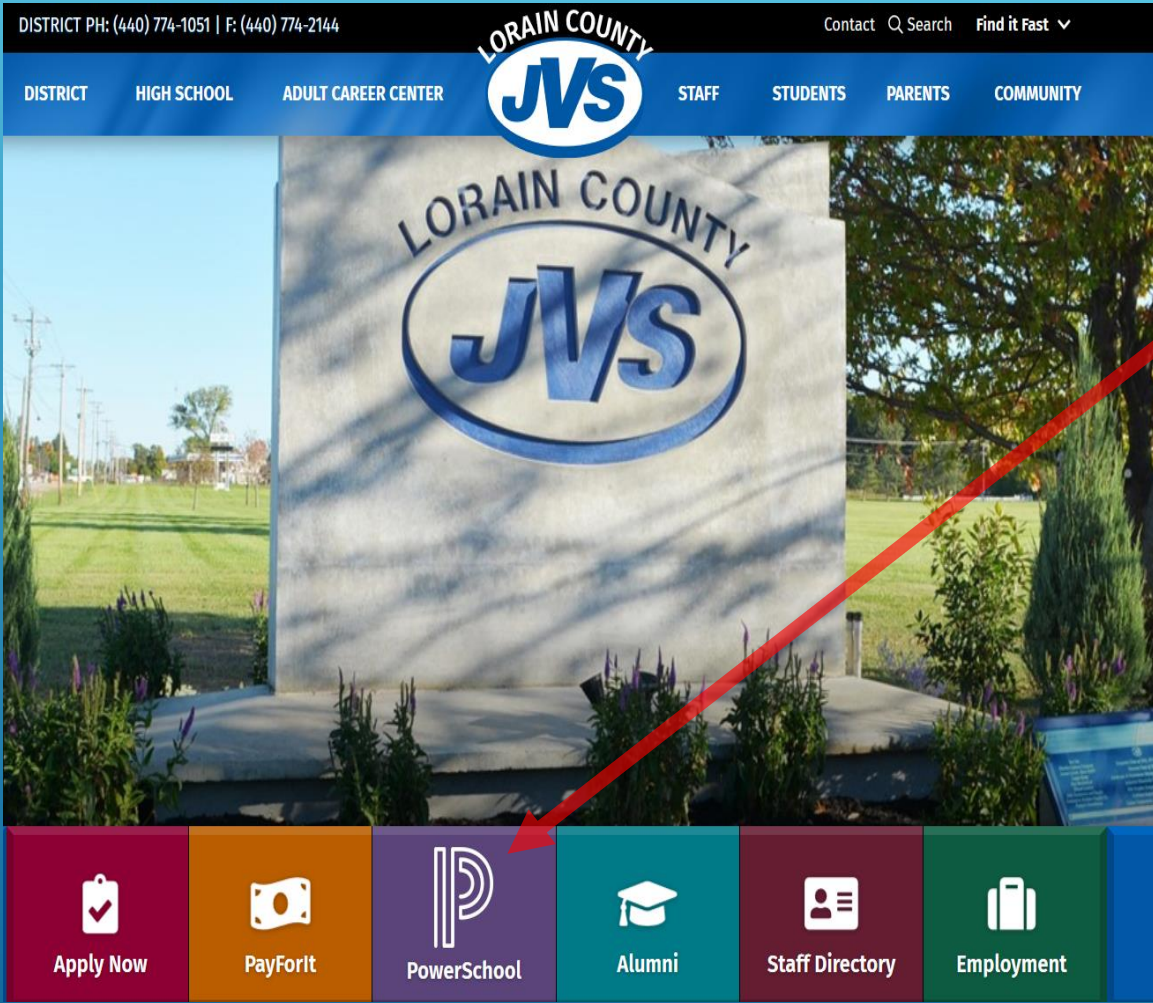 DISTRICT PH: (440) 774-1051 | F: (440) 774-2144
Contact Search Find it Fast
LORAIN COUNTY
JVS
DISTRICT HIGH SCHOOL ADULT CAREER CENTER STAFF STUDENTS PARENTS COMMUNITY
LORAIN COUNTY
JVS
Apply Now PayForIt PowerSchool Alumni Staff Directory Employment